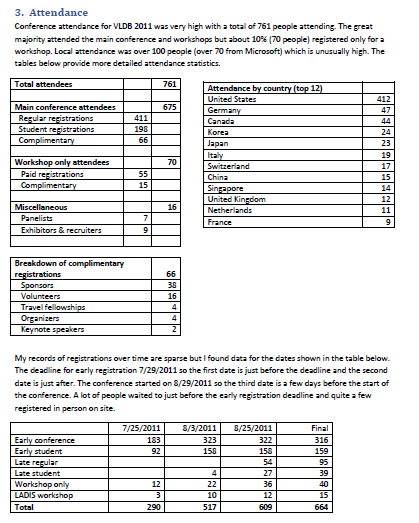 3. Attendance
Conference attendance for VLDB 2011 was very high with a total of 761 people attending. The great
majority attended the main conference and workshops but about 10% (70 people) registered only for a
workshop. Local attendance was over 100 people (over 70 from Microsoft) which is unusually high. The
tables below provide more detailed attendance statistics.
Total attendees 761
Main conference attendees 675
Regular registrations 411
Student registrations 198
Complimentary 66
Workshop only attendees 70
Paid registrations 55
Complimentary 15
Miscellaneous 16
Panelists 7
Exhibitors & recruiters 9
Attendance by country (top 12)
United States 412
Germany 47
Canada 44
Korea 24
Japan 23
Italy 19
Switzerland 17
China 15
Singapore 14
United Kingdom 12
Netherlands 11
France 9
Breakdown of complimentary
registrations 66
Sponsors 38
Volunteers 16
Travel fellowships 4
Organizers 4
Keynote speakers 2
My records of registrations over time are sparse but I found data for the dates shown in the table below.
The deadline for early registration 7/29/2011 so the first date is just before the deadline and the second
date is just after. The conference started on 8/29/2011 so the third date is a few days before the start of
the conference. A lot of people waited to just before the early registration deadline and quite a few
registered in person on site.
7/25/2011 8/3/2011 8/25/2011 Final
Early conference 183 323 322 316
Early student 92 158 158 159
Late regular 54 95
Late student 4 27 39
Workshop only 12 22 36 40
LADIS workshop 3 10 12 15
Total 290 517 609 664